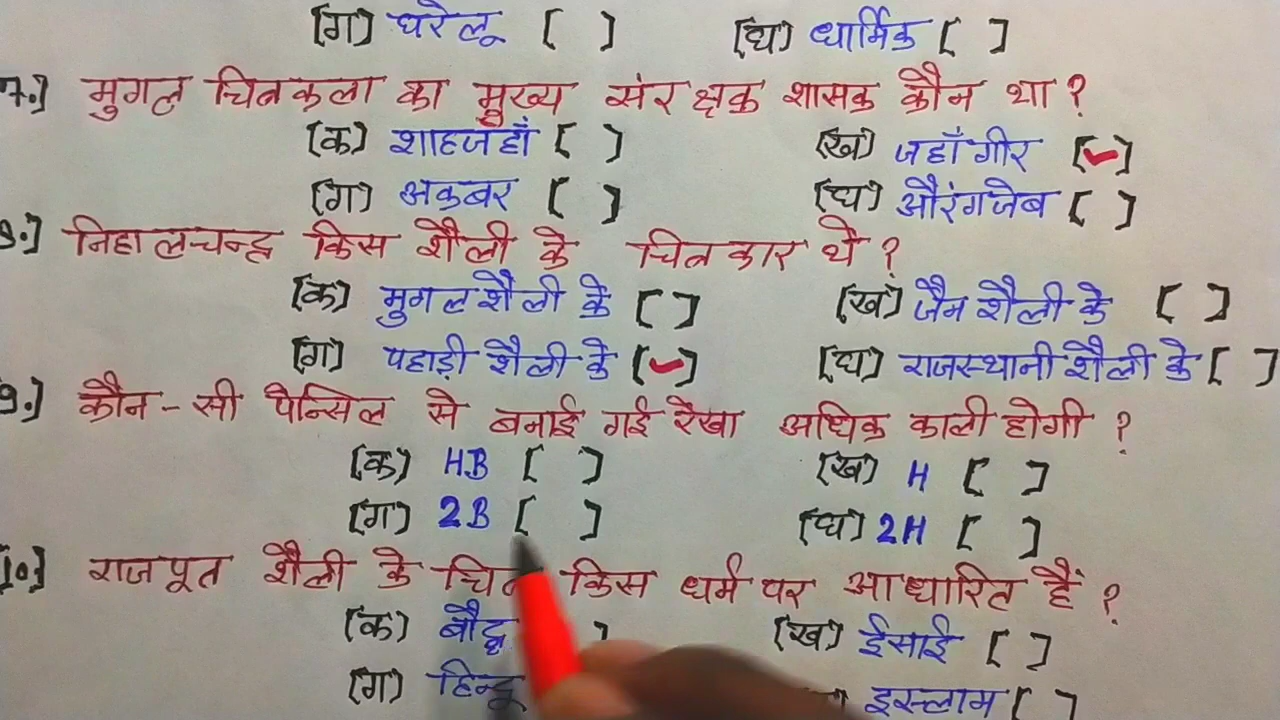 (ग) घरेलू [ ] (घ) धार्मिक [ ]
7.] मुगल चित्रकला का मुख्य संरक्षक शासक कौन था ?
(क) शाहजहाँ [ ] (ख) जहाँगीर [✓]
(ग) अकबर [ ] (घ) औरंगजेब [ ]
8.] निहालचन्द्र किस शैली के चित्रकार थे ?
(क) मुगल शैली के [ ] (ख) जैन शैली के [ ]
(ग) पहाड़ी शैली के [✓] (घ) राजस्थानी शैली के [ ]
9.] कौन - सी पेन्सिल से बनाई गई रेखा अधिक काली होगी ?
(क) HB [ ] (ख) H [ ]
(ग) 2B [ ] (घ) 2H [ ]
10.] राजपूत शैली के चित्र किस धर्म पर आधारित हैं ?
(क) बौद्ध ] (ख) ईसाई [ ]
(ग) हिन्दू इस्लाम [ ]